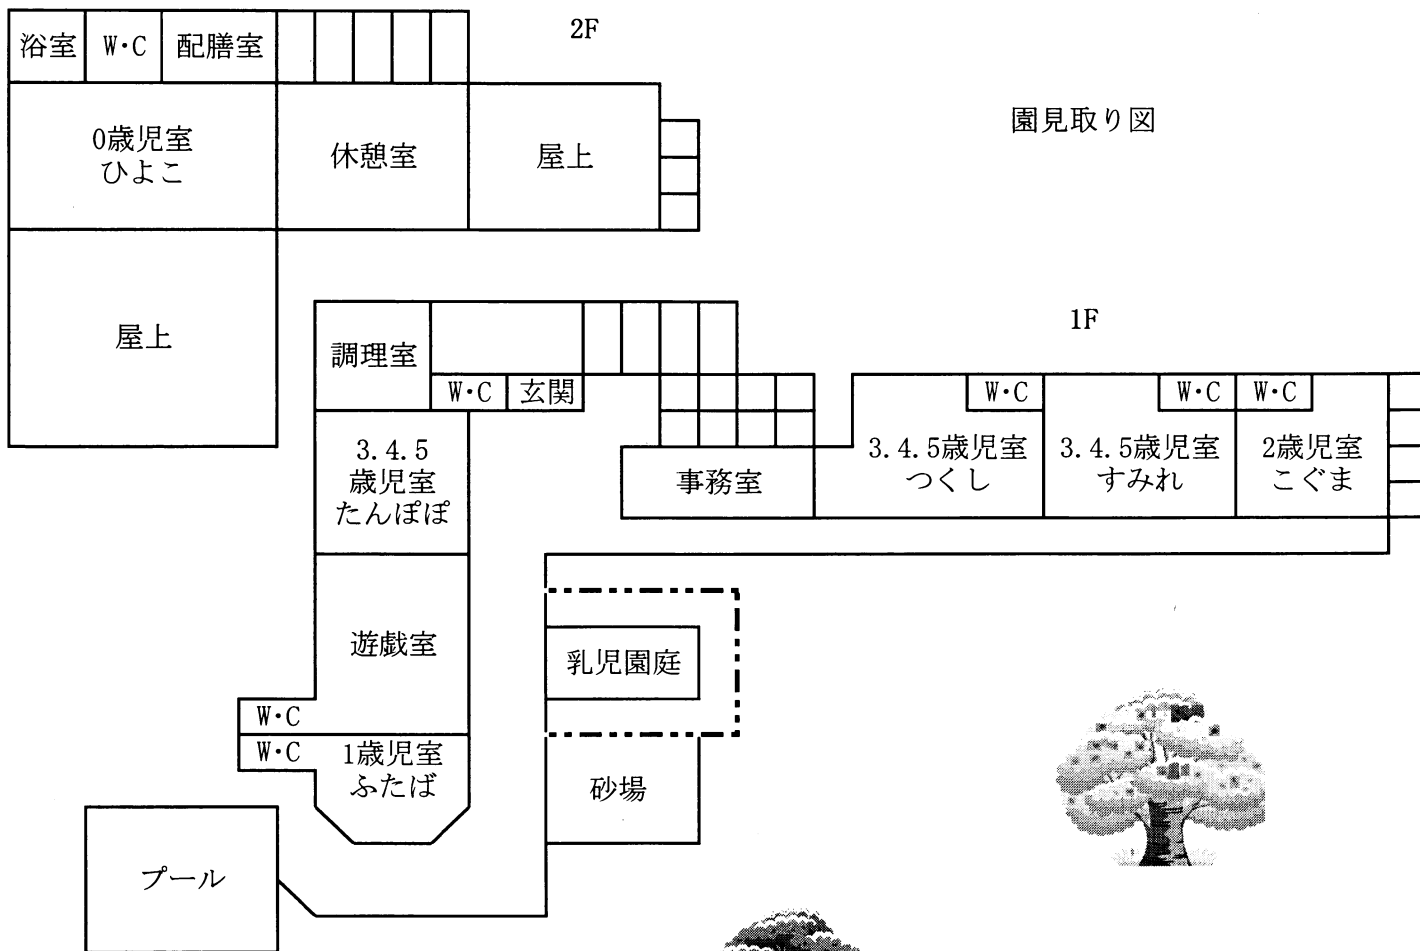 2F
浴室
W・C
配膳室
園見取り図
0歳児室
ひよこ
休憩室
屋上
屋上
1F
調理室
W・C
玄関
W・C
W・C
W・C
3.4.5
歳児室
たんぽぽ
事務室
3.4.5歳児室
つくし
3.4.5歳児室
すみれ
2歳児室
こぐま
遊戯室
乳児園庭
W・C
W・C
1歳児室
ふたば
砂場
プール